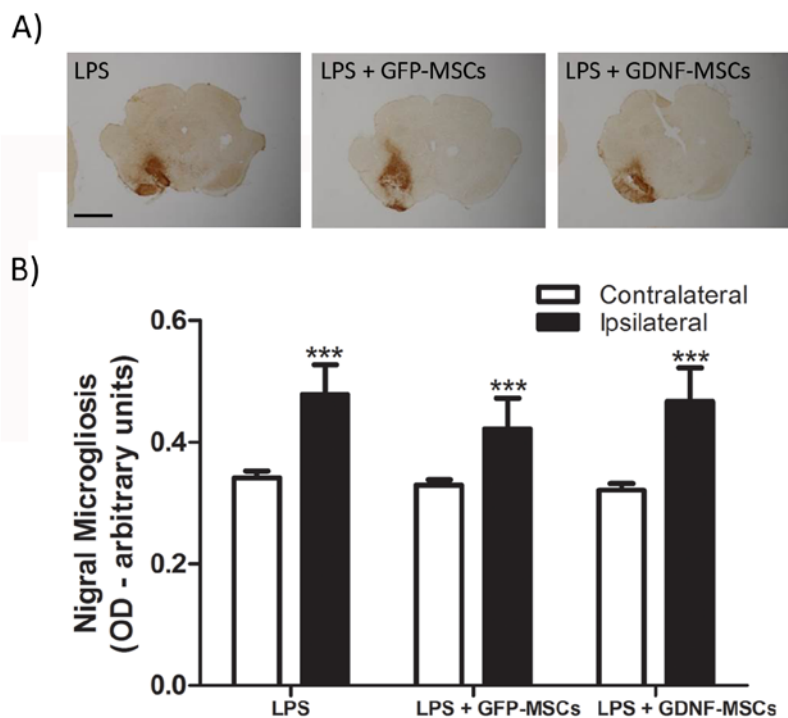 A)
LPS
LPS + GFP-MSCs
LPS + GDNF-MSCs
B)
Contralateral
Ipsilateral
Nigral Microgliosis
(OD - arbitrary units)
0.6
0.4
0.2
0.0
***
***
***
LPS
LPS + GFP-MSCs
LPS + GDNF-MSCs